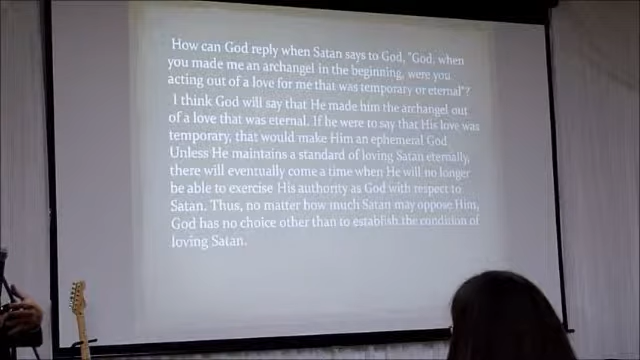 How can God reply when Satan says to God, "God, when
you made me an archangel in the beginning, were you
acting out of a love for me that was temporary or eternal"?
I think God will say that He made him the archangel out
of a love that was eternal. If he were to say that His love was
temporary, that would make Him an ephemeral God
Unless He maintains a standard of loving Satan eternally,
there will eventually come a time when He will no longer
be able to exercise His authority as God with respect to
Satan. Thus, no matter how much Satan may oppose Him,
God has no choice other than to establish the condition of
loving Satan.